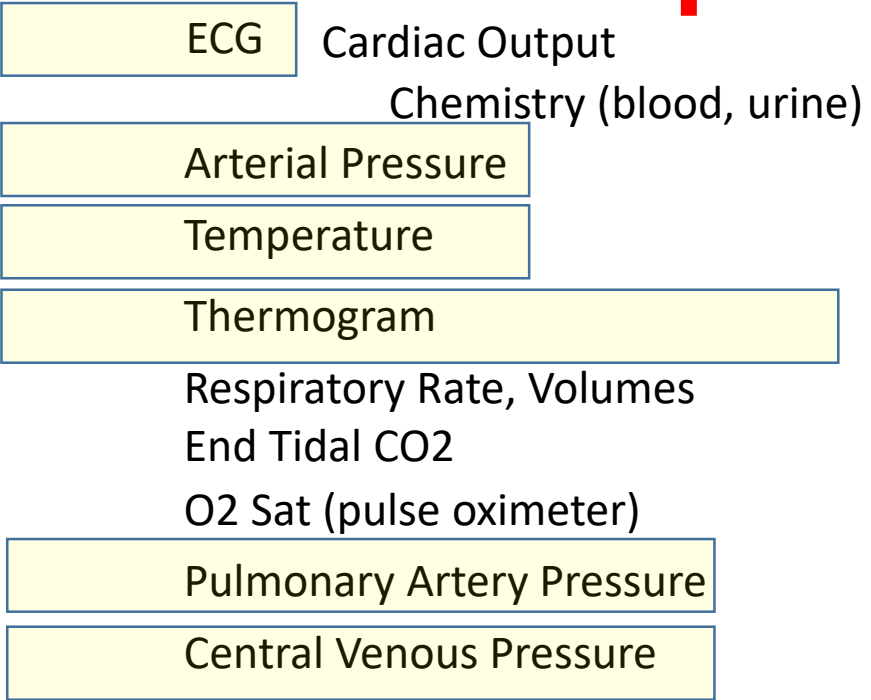 ECG Cardiac Output
Chemistry (blood, urine)
Arterial Pressure
Temperature
Thermogram
Respiratory Rate, Volumes
End Tidal CO2
O2 Sat (pulse oximeter)
Pulmonary Artery Pressure
Central Venous Pressure